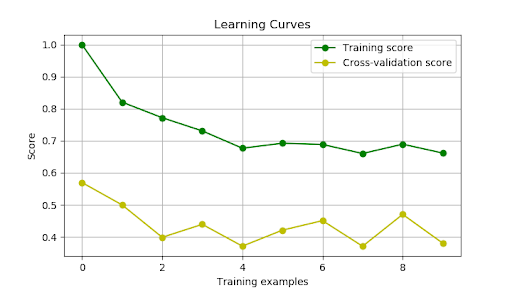 Learning Curves
Training score
Cross-validation score
1.0
0.9
0.8
0.7
0.6
0.5
0.4
Score
0 2 4 6 8
Training examples